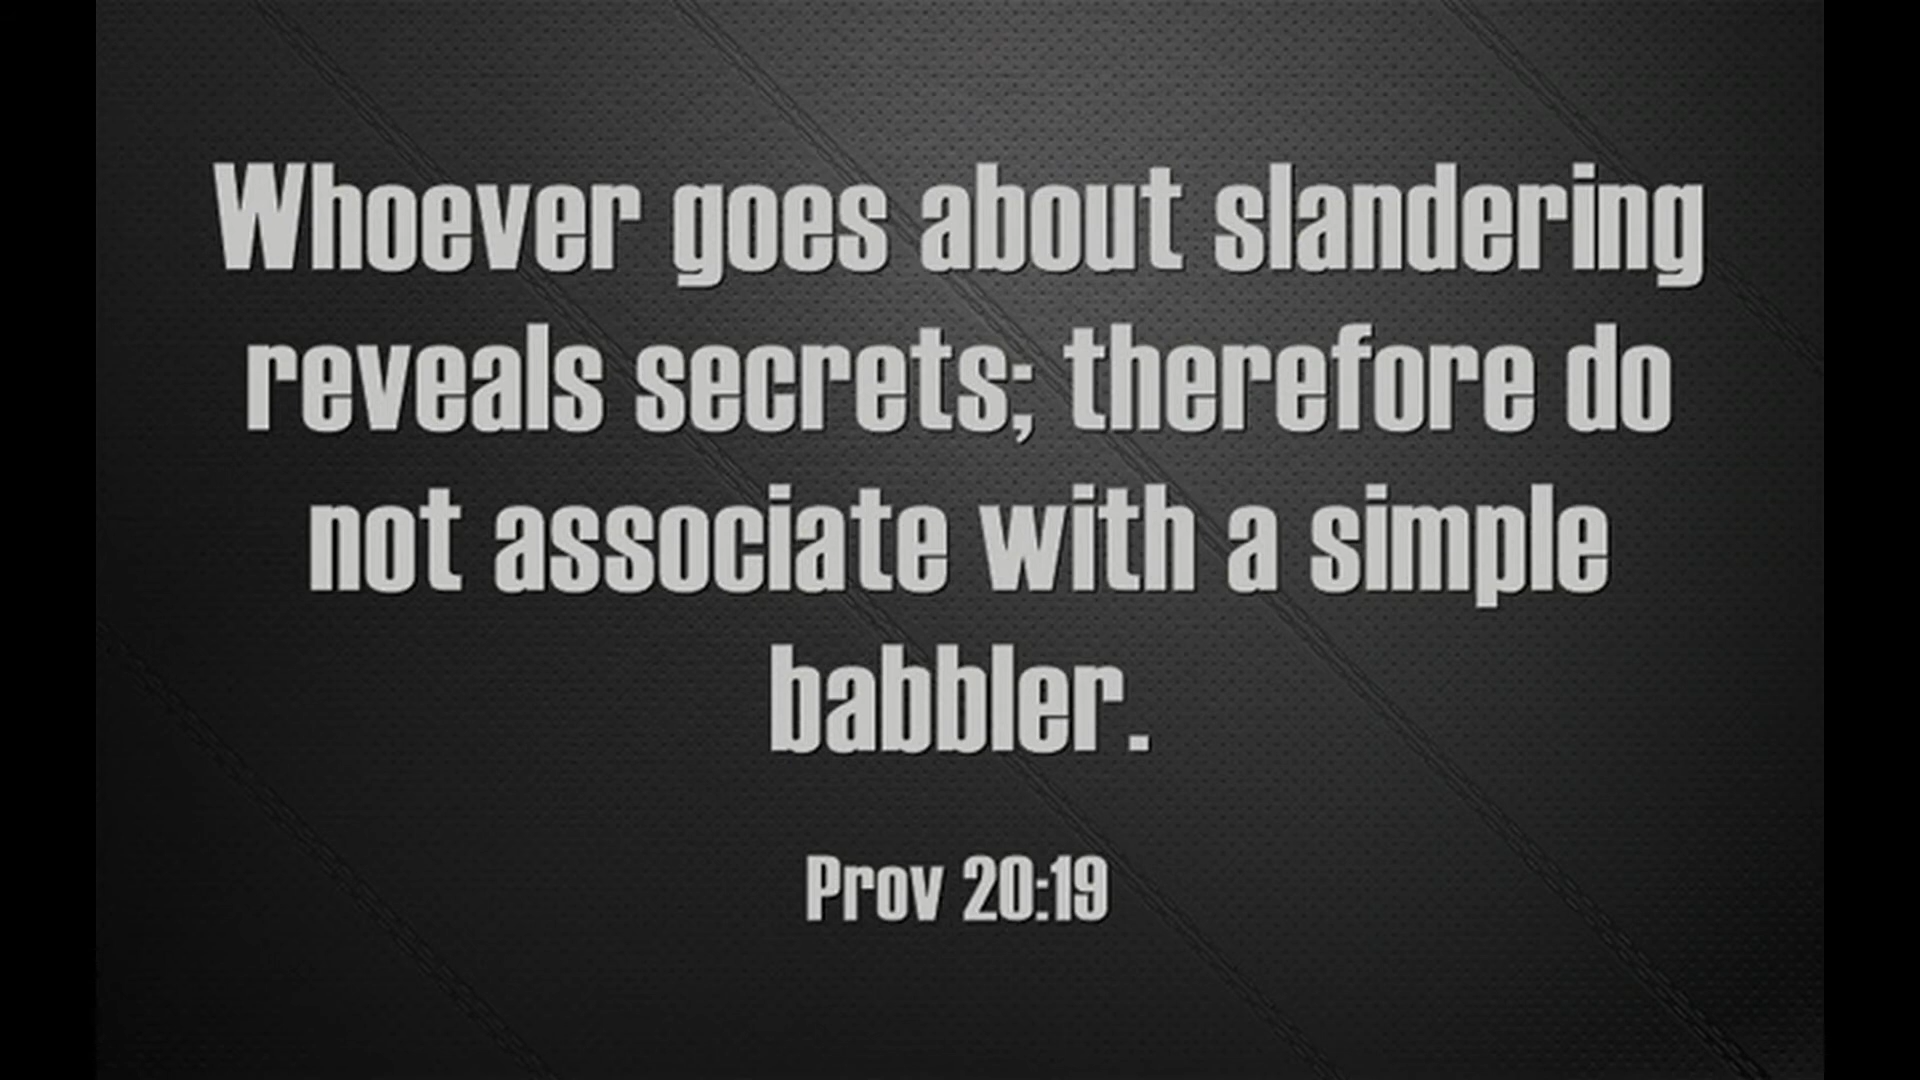 Whoever goes about slandering
reveals secrets; therefore do
not associate with a simple
babbler.
Prov 20:19